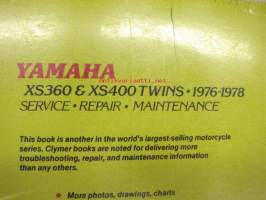 YAMAHA
XS360 & XS400 TWINS • 1976-1978
SERVICE • REPAIR • MAINTENANCE
This book is another in the world's largest-selling motorcycle
series. Clymer books are noted for delivering more
troubleshooting, repair, and maintenance information
than any others.
• More photos, drawings, charts